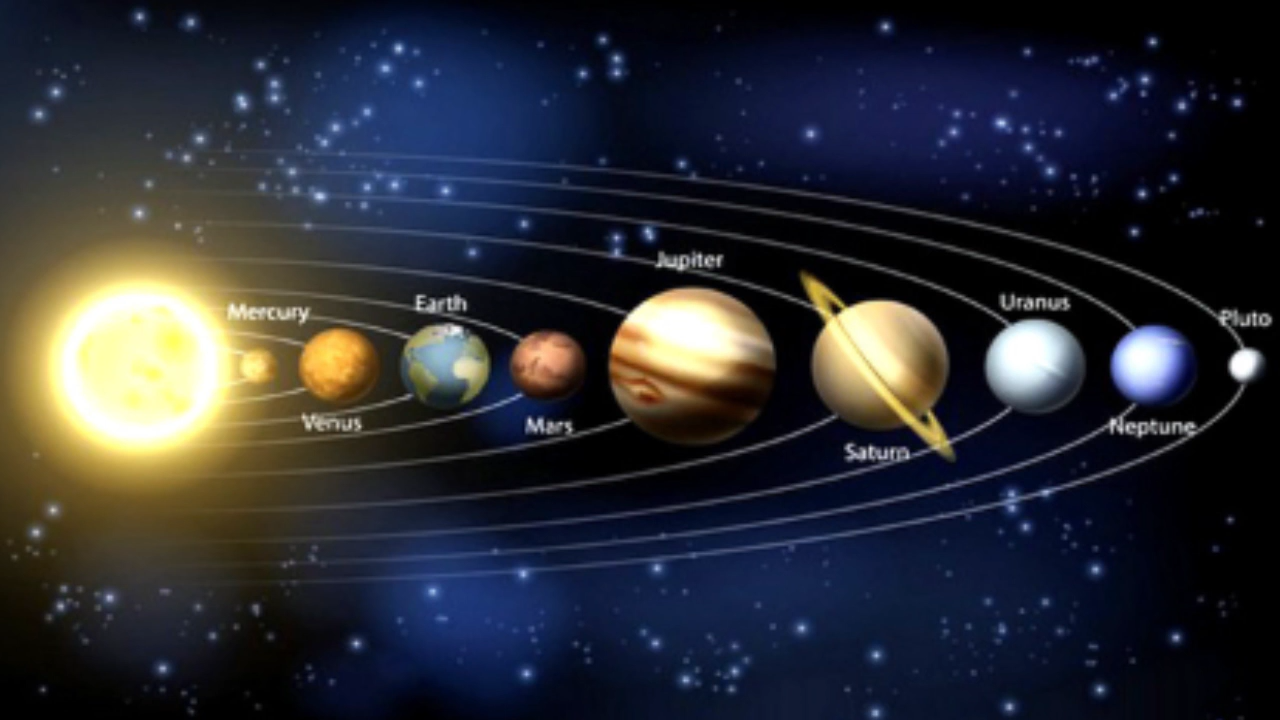 Mercury
Venus
Earth
Mars
Jupiter
Saturn
Uranus
Neptune
Pluto